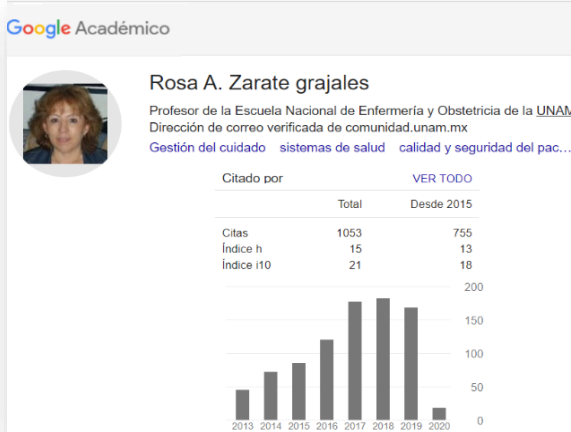 Google Académico
Rosa A. Zarate grajales
Profesor de la Escuela Nacional de Enfermería y Obstetricia de la UNAM
Dirección de correo verificada de comunidad.unam.mx
Gestión del cuidado sistemas de salud calidad y seguridad del pac...
Citado por VER TODO
Total Desde 2015
Citas 1053 755
Índice h 15 13
Índice i10 21 18
200
150
100
50
0
2013 2014 2015 2016 2017 2018 2019 2020